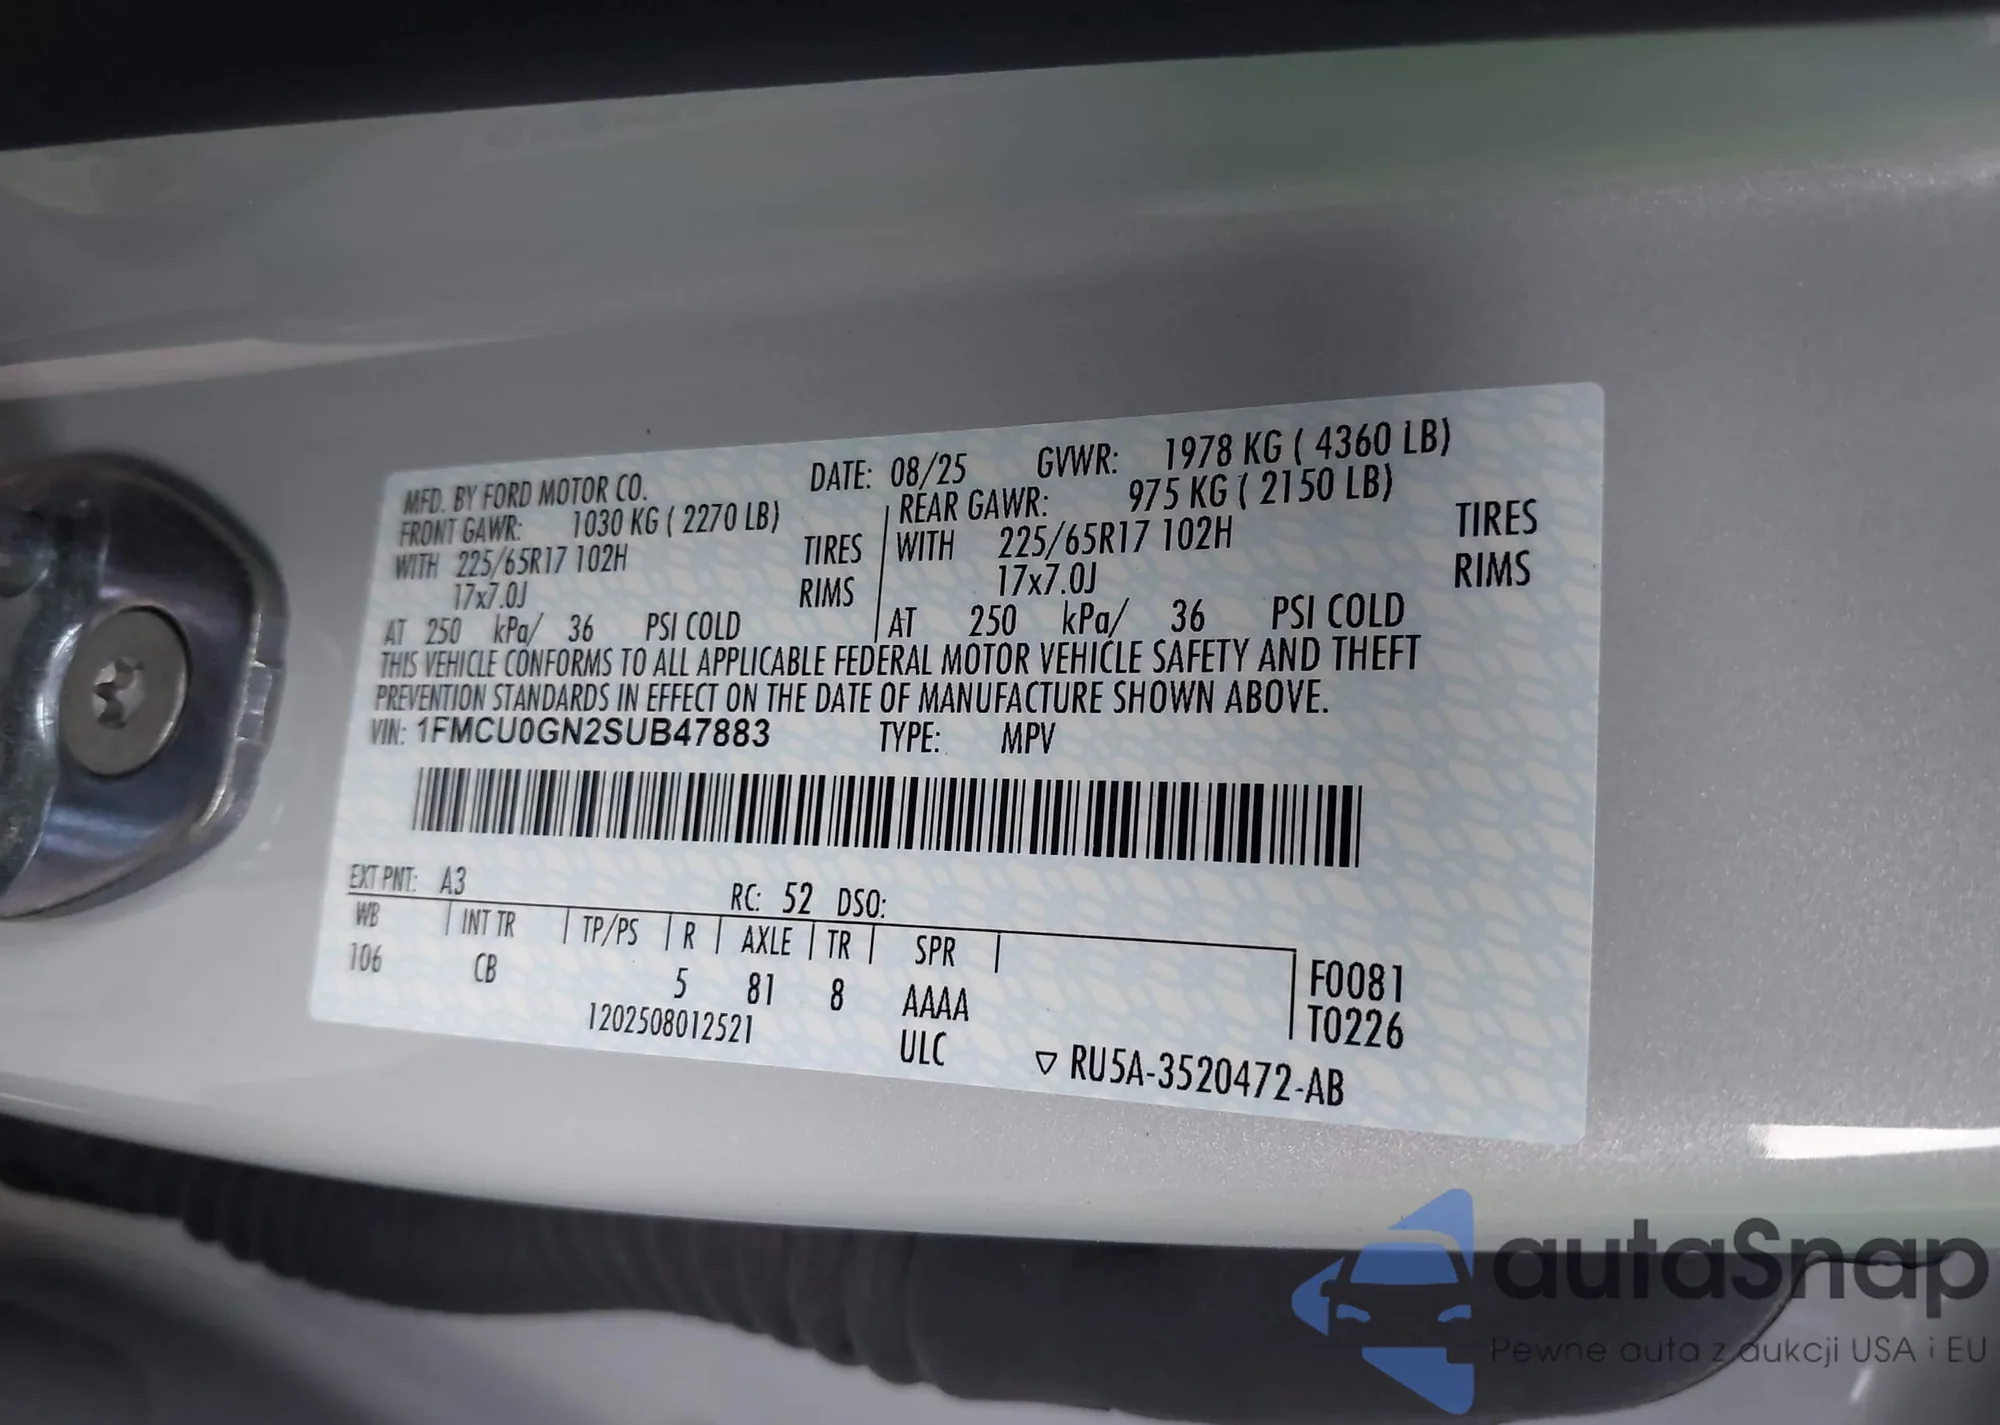 MFD. BY FORD MOTOR CO. DATE: 08/25 GVWR: 1978 KG ( 4360 LB)
FRONT GAWR: 1030 KG ( 2270 LB) REAR GAWR: 975 KG ( 2150 LB)
WITH 225/65R17 102H TIRES WITH 225/65R17 102H TIRES
17x7.0J RIMS 17x7.0J RIMS
AT 250 kPa/ 36 PSI COLD AT 250 kPa/ 36 PSI COLD
THIS VEHICLE CONFORMS TO ALL APPLICABLE FEDERAL MOTOR VEHICLE SAFETY AND THEFT
PREVENTION STANDARDS IN EFFECT ON THE DATE OF MANUFACTURE SHOWN ABOVE.
VIN: 1FMCU0GN2SUB47883 TYPE: MPV
EXT PNT: A3 RC: 52 DSO:
WB INT TR TP/PS R AXLE TR SPR
106 CB 5 81 8 AAAA F0081
1202508012521 ULC T0226
▽ RU5A-3520472-AB
autaSnap
Pewne auta z aukcji USA i EU